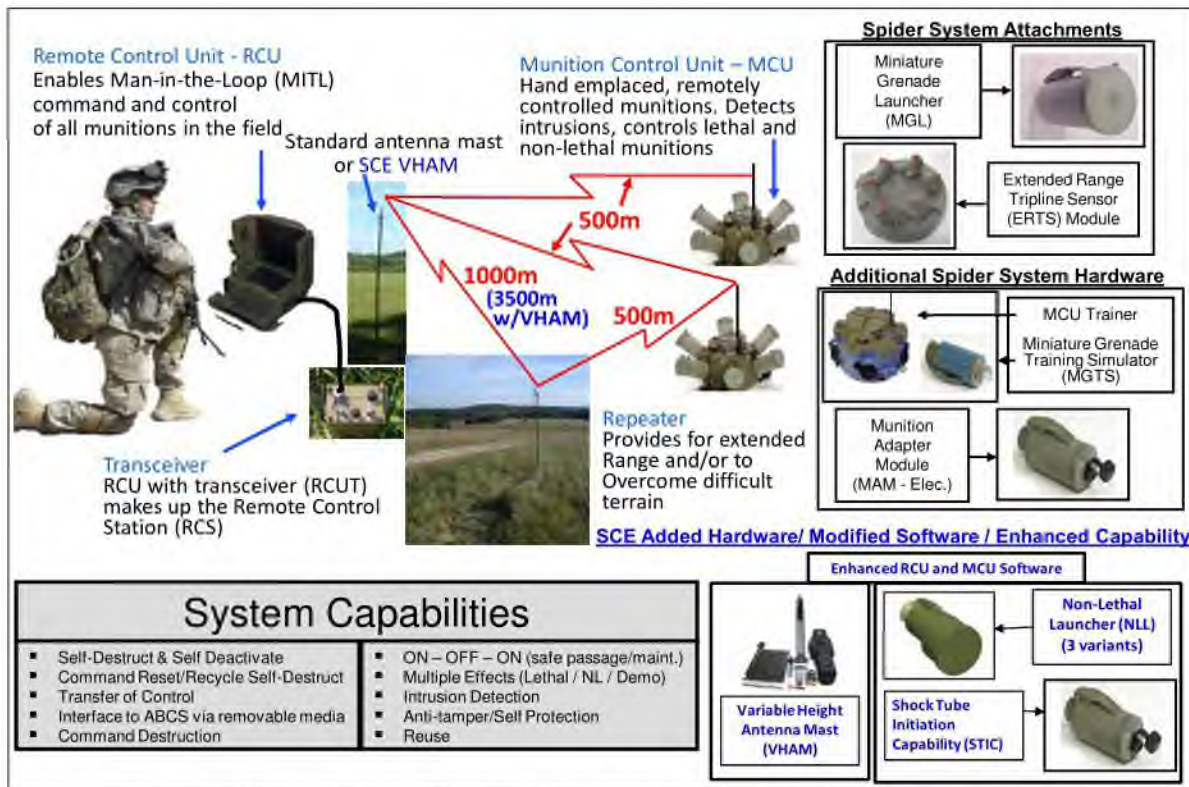 Remote Control Unit - RCU
Enables Man-in-the-Loop (MITL)
command and control
of all munitions in the field
Standard antenna mast
or SCE VHAM
Munition Control Unit – MCU
Hand emplaced, remotely
controlled munitions. Detects
intrusions, controls lethal and
non-lethal munitions
500m
1000m
(3500m
w/VHAM)
500m
Transceiver
RCU with transceiver (RCUT)
makes up the Remote Control
Station (RCS)
Repeater
Provides for extended
Range and/or to
Overcome difficult
terrain
Spider System Attachments
Miniature
Grenade
Launcher
(MGL)
Extended Range
Tripline Sensor
(ERTS) Module
Additional Spider System Hardware
MCU Trainer
Miniature Grenade
Training Simulator
(MGTS)
Munition
Adapter
Module
(MAM - Elec.)
SCE Added Hardware/ Modified Software / Enhanced Capability
Enhanced RCU and MCU Software
Variable Height
Antenna Mast
(VHAM)
Non-Lethal
Launcher (NLL)
(3 variants)
Shock Tube
Initiation
Capability (STIC)
System Capabilities
▪ Self-Destruct & Self Deactivate
▪ Command Reset/Recycle Self-Destruct
▪ Transfer of Control
▪ Interface to ABCS via removable media
▪ Command Destruction
▪ ON – OFF – ON (safe passage/maint.)
▪ Multiple Effects (Lethal / NL / Demo)
▪ Intrusion Detection
▪ Anti-tamper/Self Protection
▪ Reuse